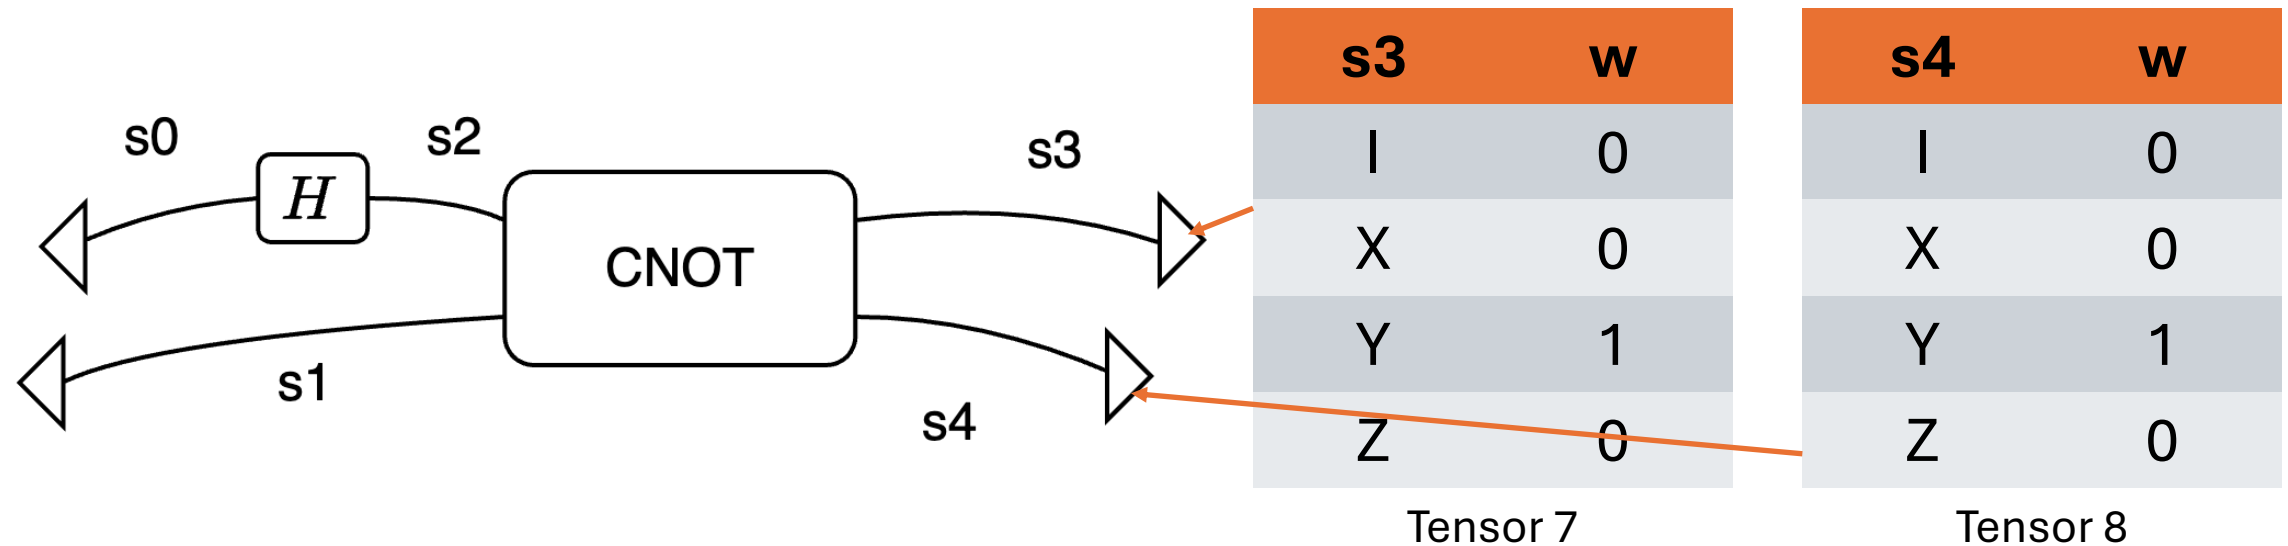 s0
s2
H
s1
CNOT
s3
s4
s3 w
I 0
X 0
Y 1
Z 0
Tensor 7
s4 w
I 0
X 0
Y 1
Z 0
Tensor 8